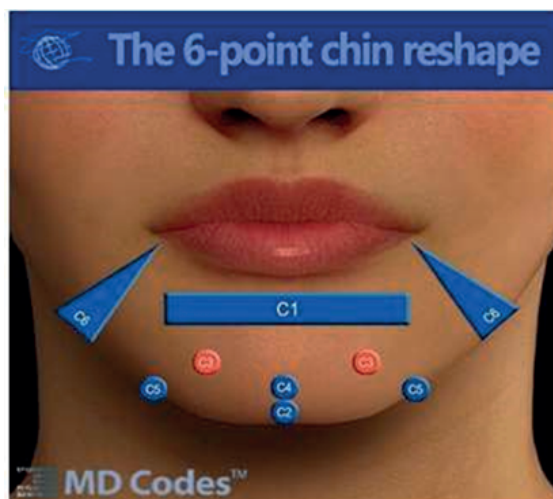 The 6-point chin reshape
C1
C6 C6
C3 C3
C5 C4 C5
C2
MD Codes™